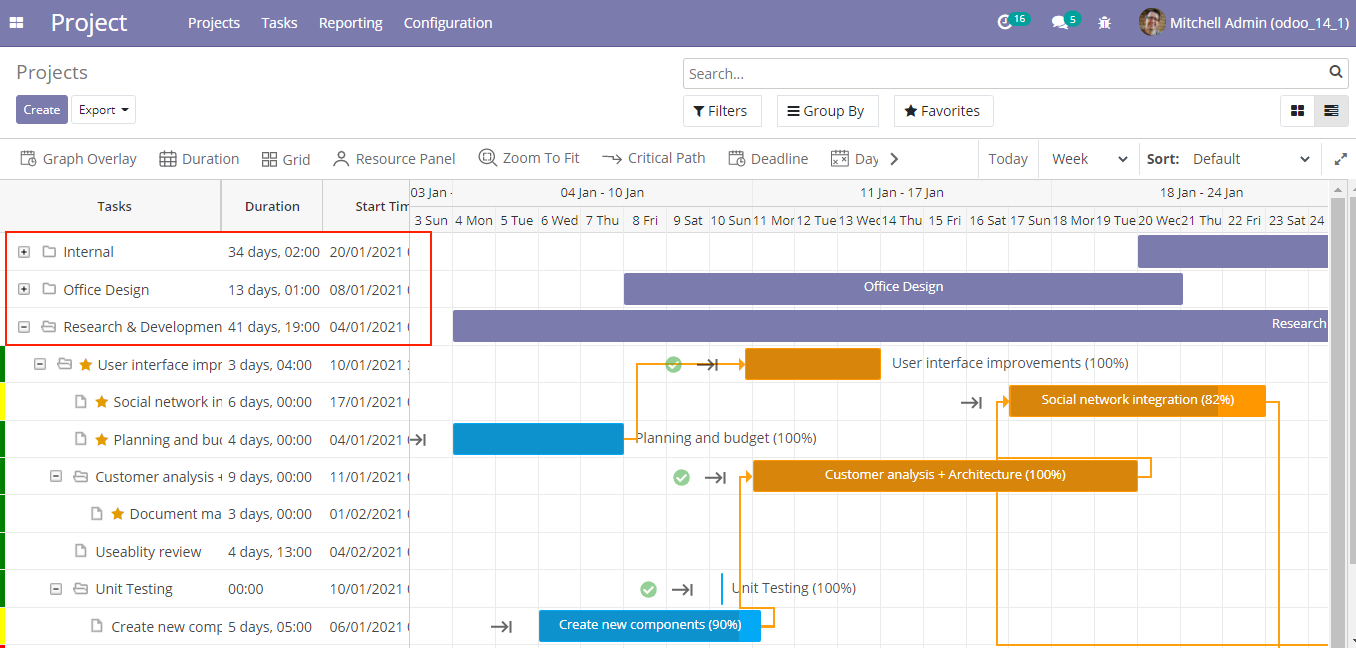 Project Projects Tasks Reporting Configuration 16 5 Mitchell Admin (odoo_14_1)
Projects
Search...
Create Export
Filters Group By Favorites
Graph Overlay Duration Grid Resource Panel Zoom To Fit Critical Path Deadline Day Today Week Sort: Default
Tasks Duration Start Tim
03 Jan - 04 Jan - 10 Jan 11 Jan - 17 Jan 18 Jan - 24 Jan
3 Sun 4 Mon 5 Tue 6 Wed 7 Thu 8 Fri 9 Sat 10 Sun 11 Mon 12 Tue 13 Wed 14 Thu 15 Fri 16 Sat 17 Sun 18 Mon 19 Tue 20 Wed 21 Thu 22 Fri 23 Sat 24
Internal 34 days, 02:00 20/01/2021
Office Design 13 days, 01:00 08/01/2021 Office Design
Research & Developmen 41 days, 19:00 04/01/2021 Research
User interface impr 3 days, 04:00 10/01/2021 User interface improvements (100%)
Social network in 6 days, 00:00 17/01/2021 Social network integration (82%)
Planning and bud 4 days, 00:00 04/01/2021 Planning and budget (100%)
Customer analysis + 9 days, 00:00 11/01/2021 Customer analysis + Architecture (100%)
Document ma 3 days, 00:00 01/02/2021
Useablity review 4 days, 13:00 04/02/2021
Unit Testing 00:00 10/01/2021 Unit Testing (100%)
Create new comp 5 days, 05:00 06/01/2021 Create new components (90%)